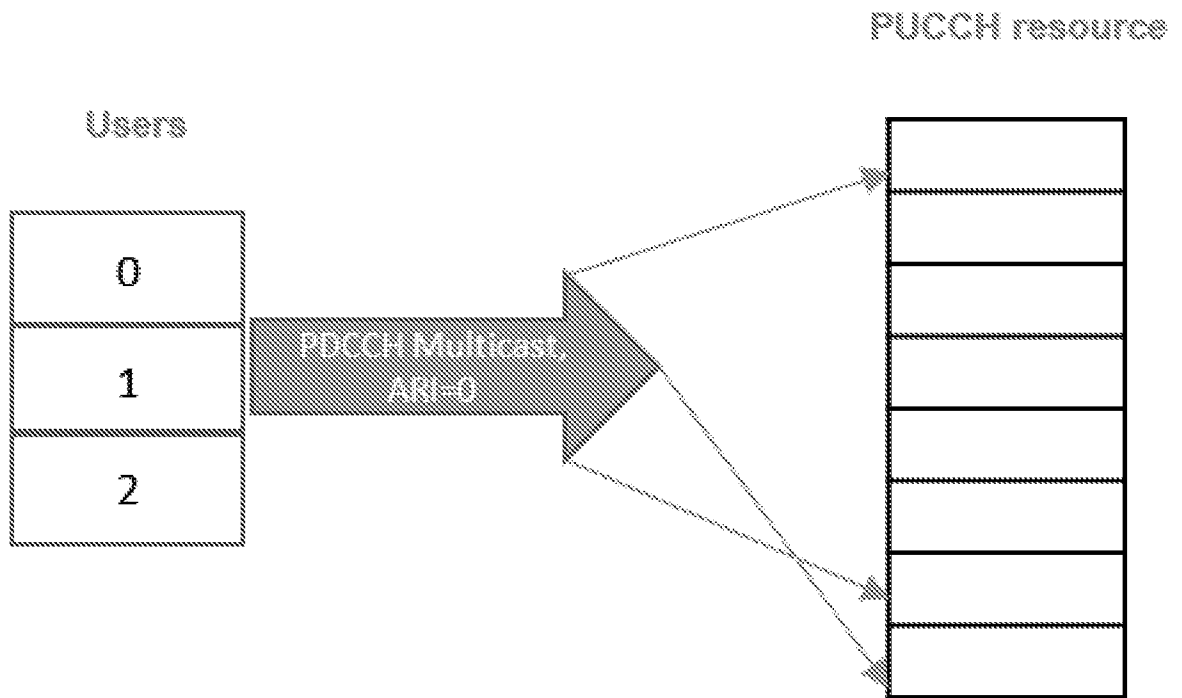 PUCCH resource
Users
0
1
2
PDCCH Multicast,
ARI=0